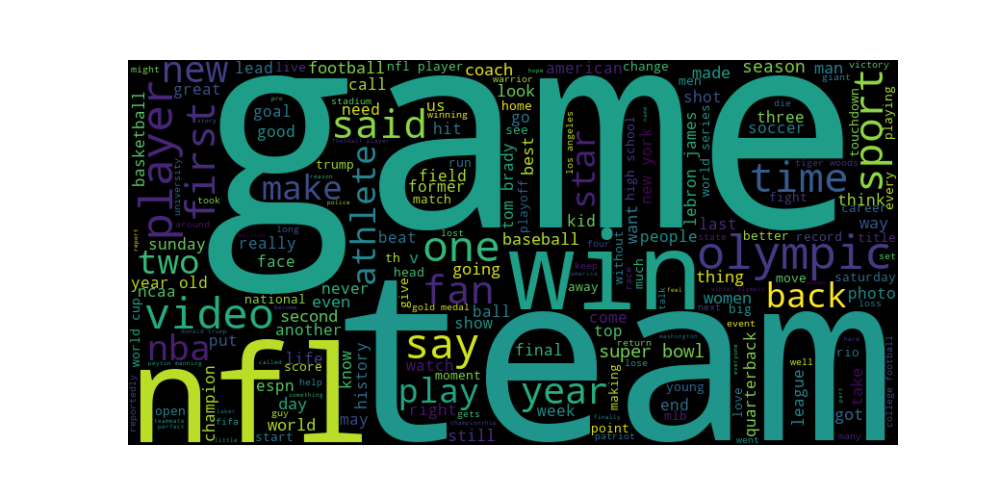 game
team
nfl
win
player
first
new
said
star
sport
time
olympic
athlete
one
fan
two
video
nba
say
play
year
back
make
might
great
lead
live
football
nfl player
coach
american
change
season
man
victory
giant
call
look
warrior
hope
men
made
shot
need
us
winning
home
go
see
pro
goal
good
stadium
story
football player
hit
best
basketball
university
took
around
trump
reason
police
run
field
former
match
tom brady
playoff
los angeles
kid
want
high school
new york
name
lebron james
world series
three
soccer
die
tiger woods
fight
touchdown
playing
every
think
career
way
last
state
better
record
title
set
saturday
photo
loss
move
thing
women
big
next
event
report
sunday
really
long
face
year old
ncaa
national
never
even
second
another
put
beat
th
v
lost
head
give
going
gold medal
baseball
four
without
people
away
keep
america
race
much
talk
feel
winter olympic
ball
show
come
top
washington
return
super bowl
lose
final
world cup
donald trump
payton manning
called
life
score
know
history
watch
moment
right
gets
week
making
young
end
mlb
love
everyone
quarterback
went
well
league
rio
got
take
hard
part
many
college football
reportedly
open
teammate
perfect
laker
little
champion
espn
help
guy
something
day
fifa
world
start
may
still
championship
finally
point
patriot